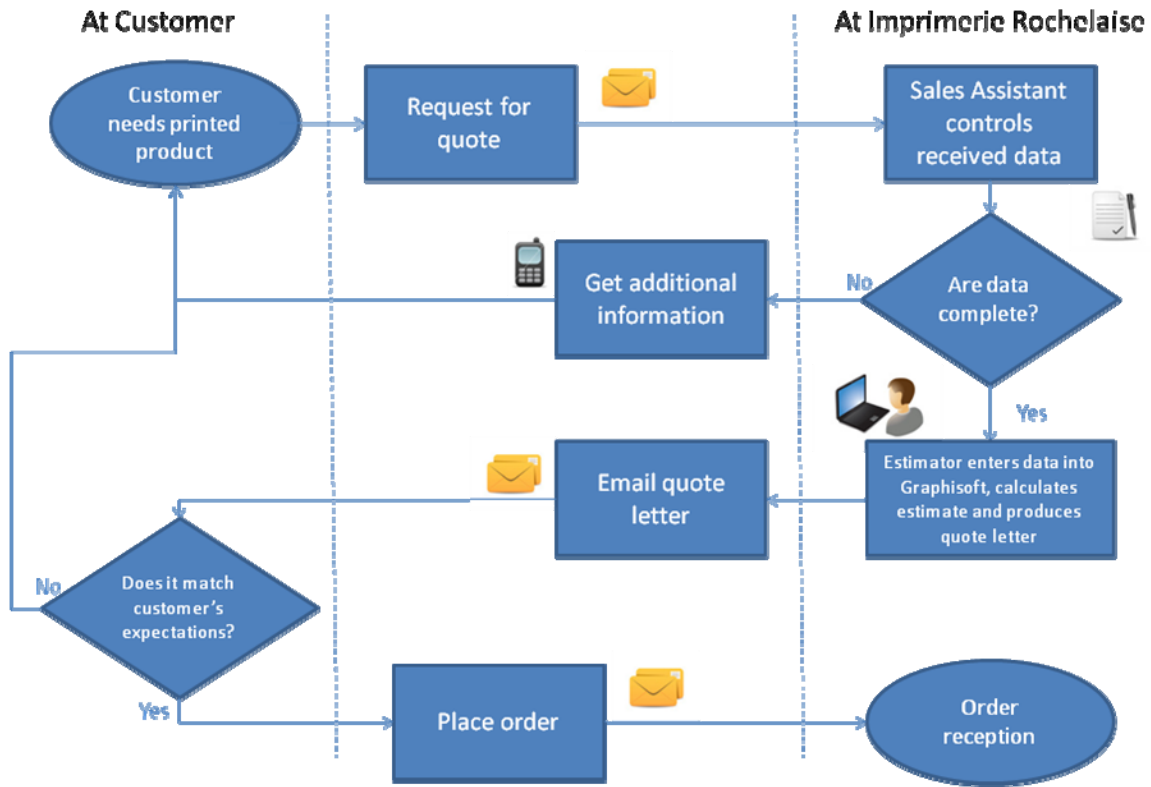 At Customer
At Imprimerie Rochelaise
Customer
needs printed
product
Request for
quote
Sales Assistant
controls
received data
Get additional
information
No
Are data
complete?
Yes
Email quote
letter
Estimator enters data into
Graphisoft, calculates
estimate and produces
quote letter
No
Does it match
customer's
expectations?
Yes
Place order
Order
reception